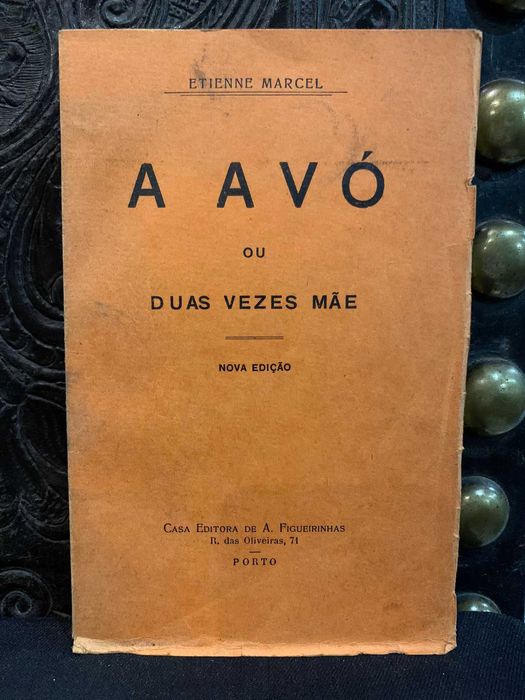 ETIENNE MARCEL
A AVÓ
OU
DUAS VEZES MÃE
NOVA EDIÇÃO
CASA EDITORA DE A. FIGUEIRINHAS
R. das Oliveiras, 71
PORTO